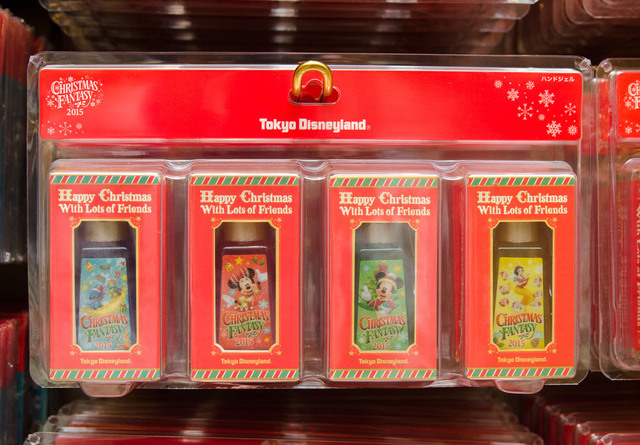 CHRISTMAS
FANTASY
2015
ハンドジェル
Tokyo Disneyland®
Happy Christmas
With Lots of Friends
CHRISTMAS
FANTASY
2015
Tokyo Disneyland
Happy Christmas
With Lots of Friends
CHRISTMAS
FANTASY
2015
Tokyo Disneyland
Happy Christmas
With Lots of Friends
CHRISTMAS
FANTASY
2015
Tokyo Disneyland
Happy Christmas
With Lots of Friends
CHRISTMAS
FANTASY
2015
Tokyo Disneyland